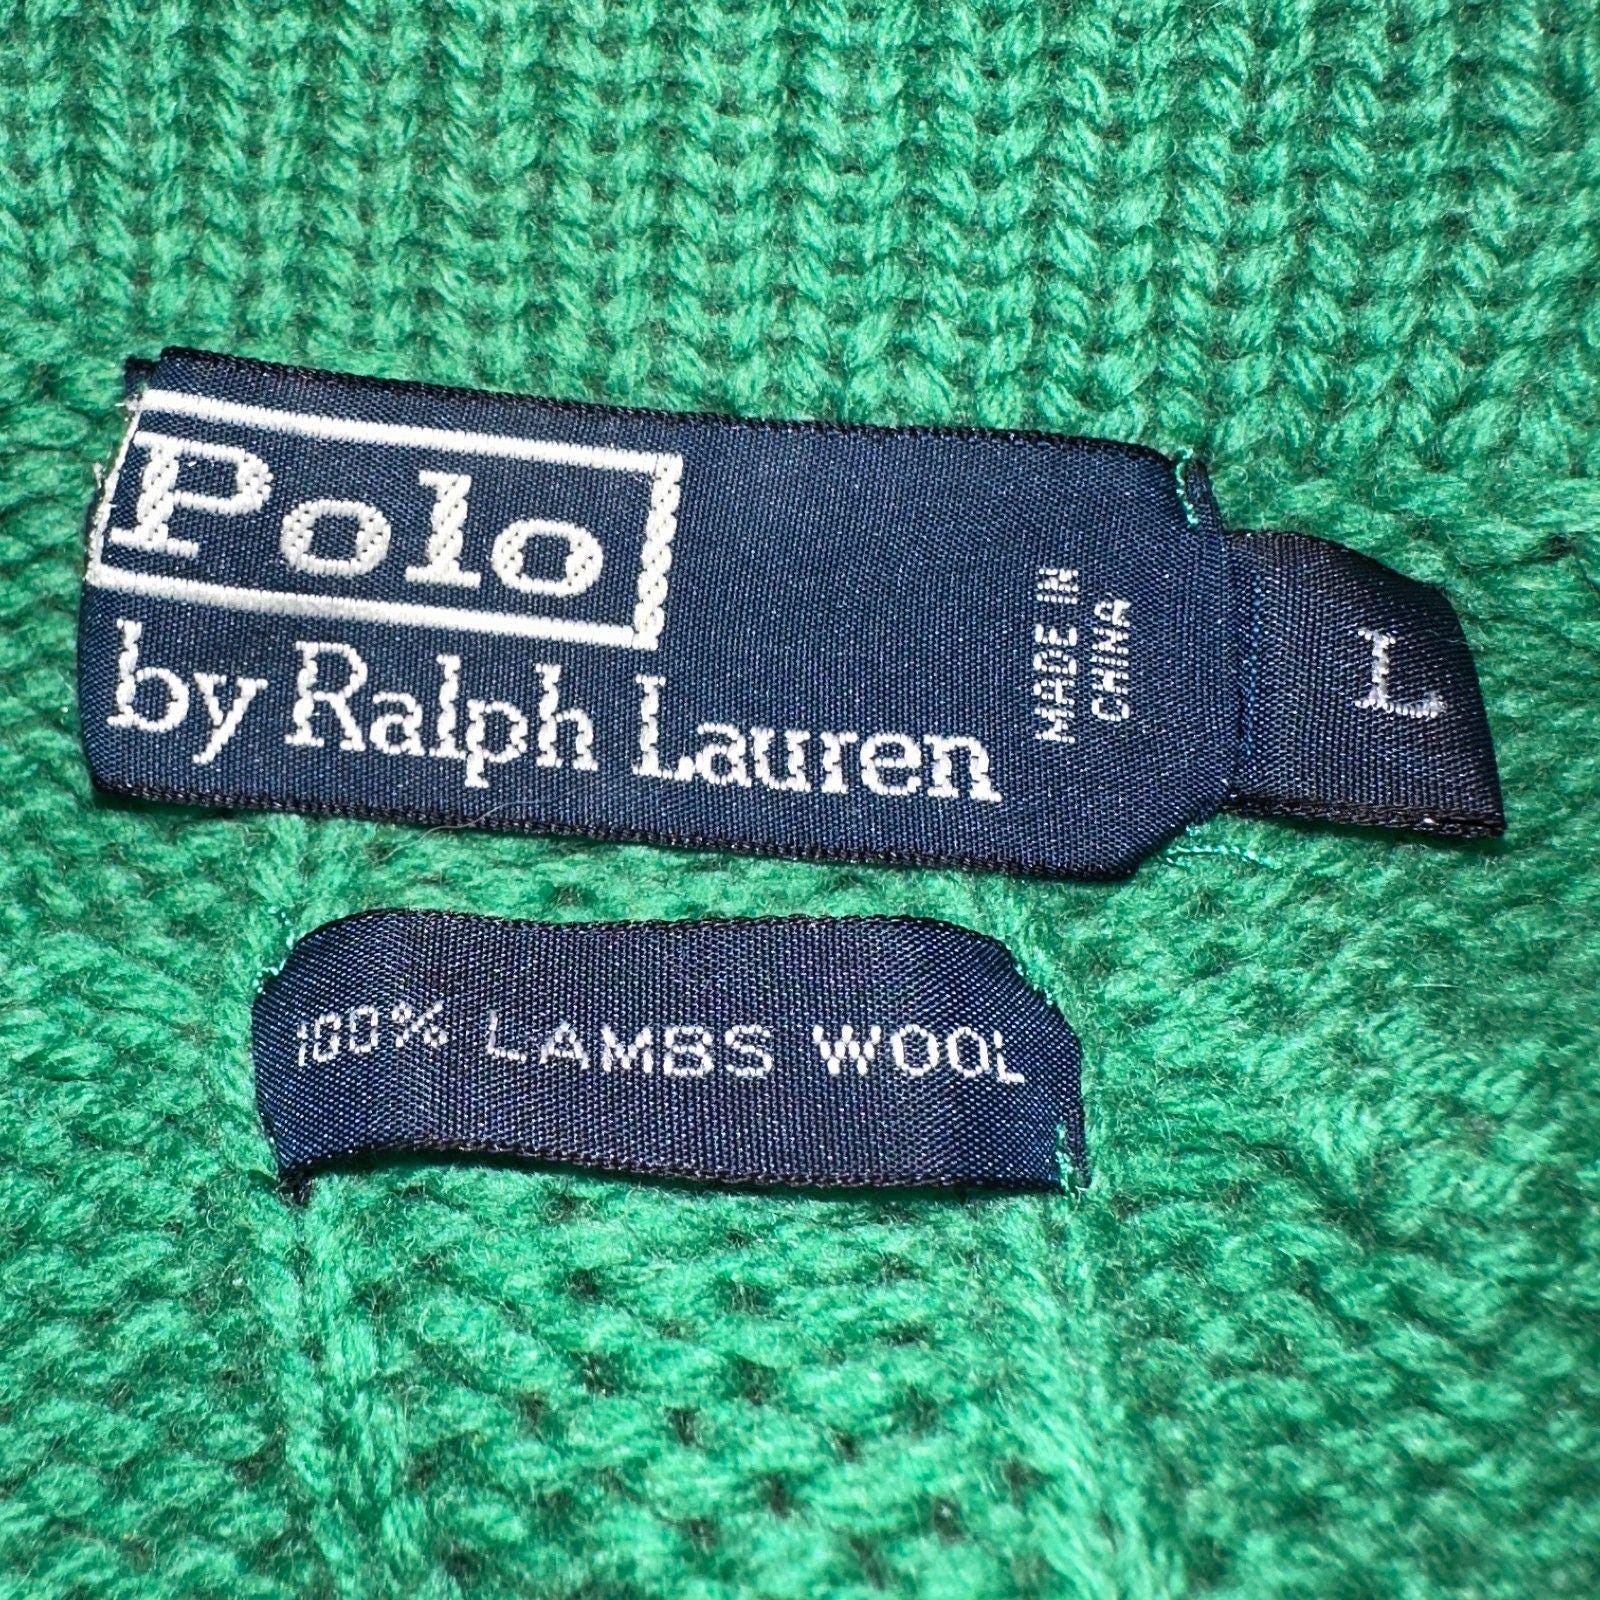 Polo
by Ralph Lauren
MADE IN
CHINA
L
100% LAMBS WOOL